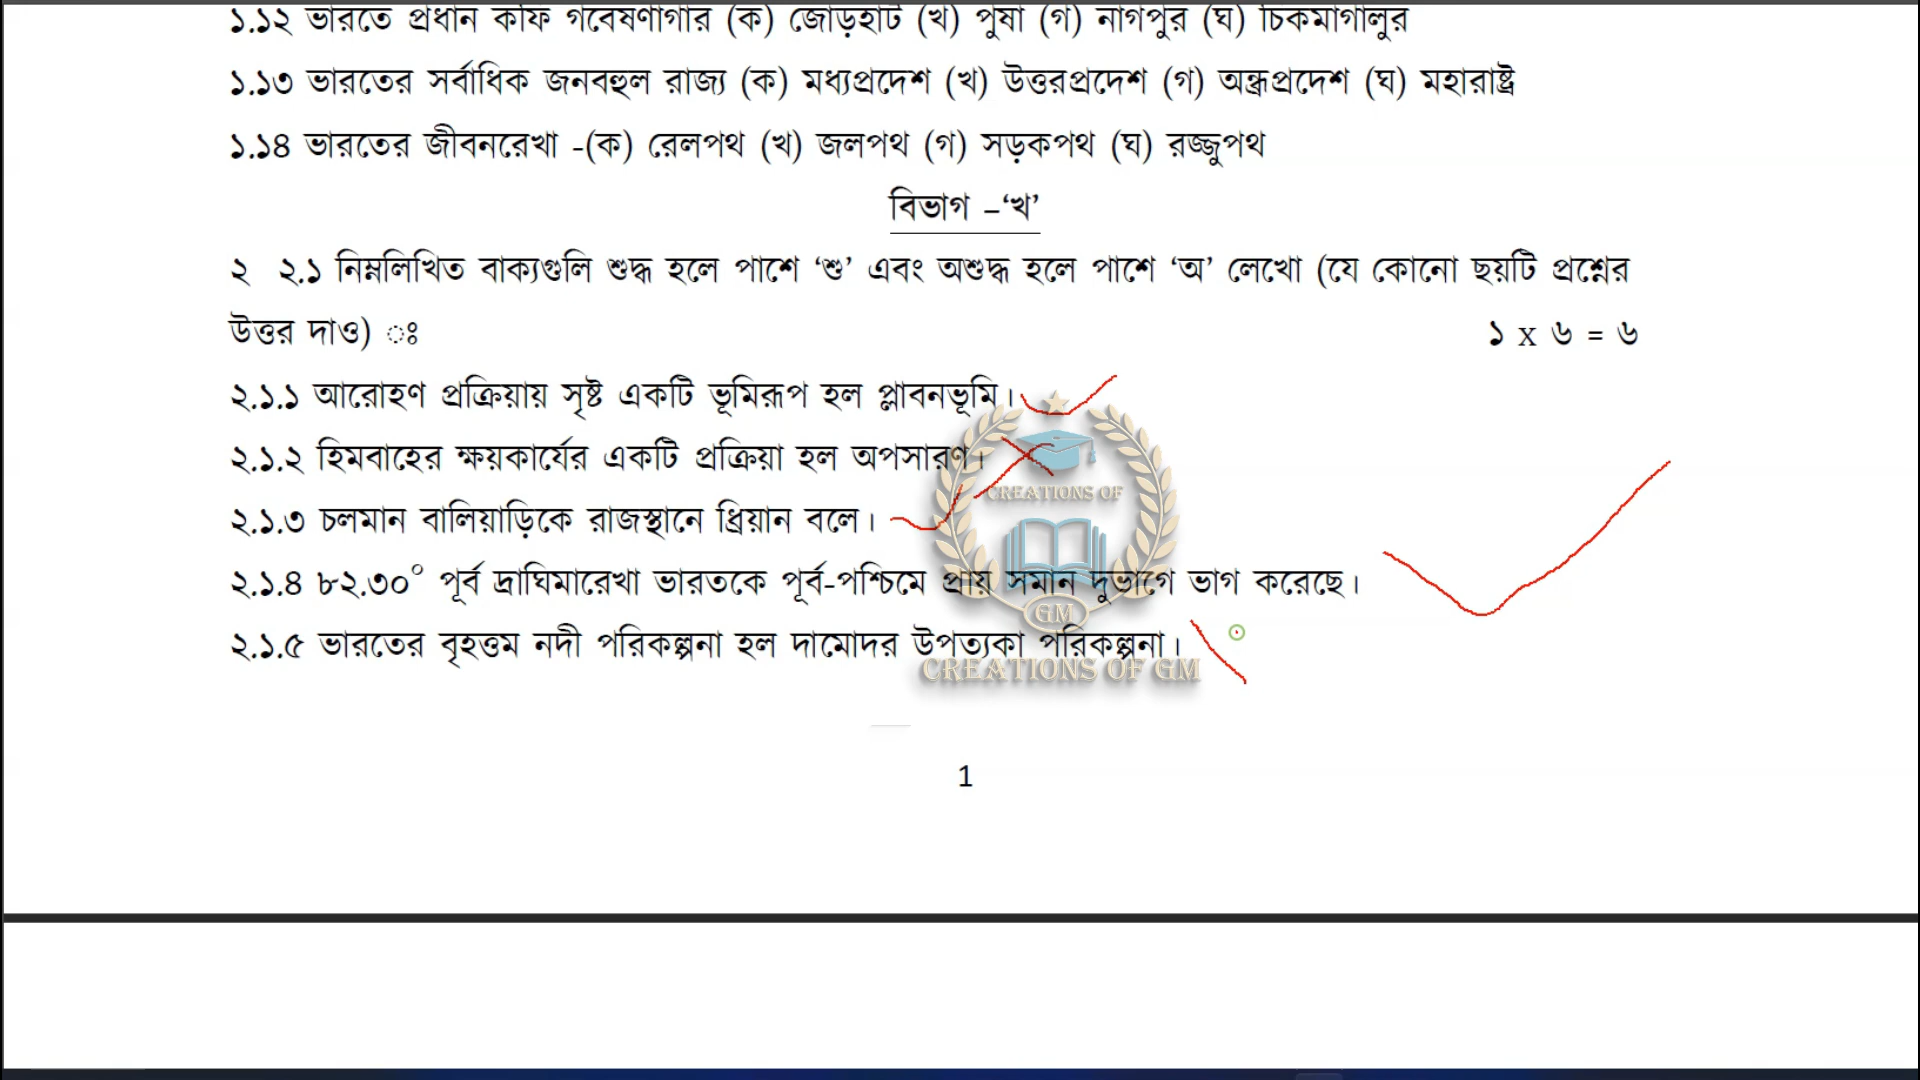 ১.১২ ভারতে প্রধান কফি গবেষণাগার (ক) জোড়হাট (খ) পুষা (গ) নাগপুর (ঘ) চিকমাগালুর
১.১৩ ভারতের সর্বাধিক জনবহুল রাজ্য (ক) মধ্যপ্রদেশ (খ) উত্তরপ্রদেশ (গ) অন্ধ্রপ্রদেশ (ঘ) মহারাষ্ট্র
১.১৪ ভারতের জীবনরেখা -(ক) রেলপথ (খ) জলপথ (গ) সড়কপথ (ঘ) রজ্জুপথ
বিভাগ –‘খ’
২ ২.১ নিম্নলিখিত বাক্যগুলি শুদ্ধ হলে পাশে ‘শু’ এবং অশুদ্ধ হলে পাশে ‘অ’ লেখো (যে কোনো ছয়টি প্রশ্নের
উত্তর দাও) ঃ ১ x ৬ = ৬
২.১.১ আরোহণ প্রক্রিয়ায় সৃষ্ট একটি ভূমিরূপ হল প্লাবনভূমি।
২.১.২ হিমবাহের ক্ষয়কার্যের একটি প্রক্রিয়া হল অপসারণ।
CREATIONS OF
২.১.৩ চলমান বালিয়াড়িকে রাজস্থানে ধ্রিয়ান বলে।
২.১.৪ ৮২.৩০° পূর্ব দ্রাঘিমারেখা ভারতকে পূর্ব-পশ্চিমে প্রায় সমান দুভাগে ভাগ করেছে।
GM
২.১.৫ ভারতের বৃহত্তম নদী পরিকল্পনা হল দামোদর উপত্যকা পরিকল্পনা।
CREATIONS OF GM
1